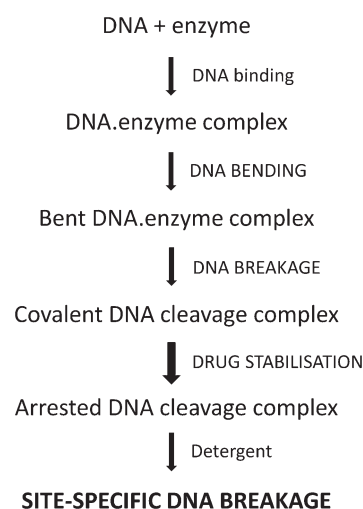 DNA + enzyme
DNA binding
DNA.enzyme complex
DNA BENDING
Bent DNA.enzyme complex
DNA BREAKAGE
Covalent DNA cleavage complex
DRUG STABILISATION
Arrested DNA cleavage complex
Detergent
SITE-SPECIFIC DNA BREAKAGE